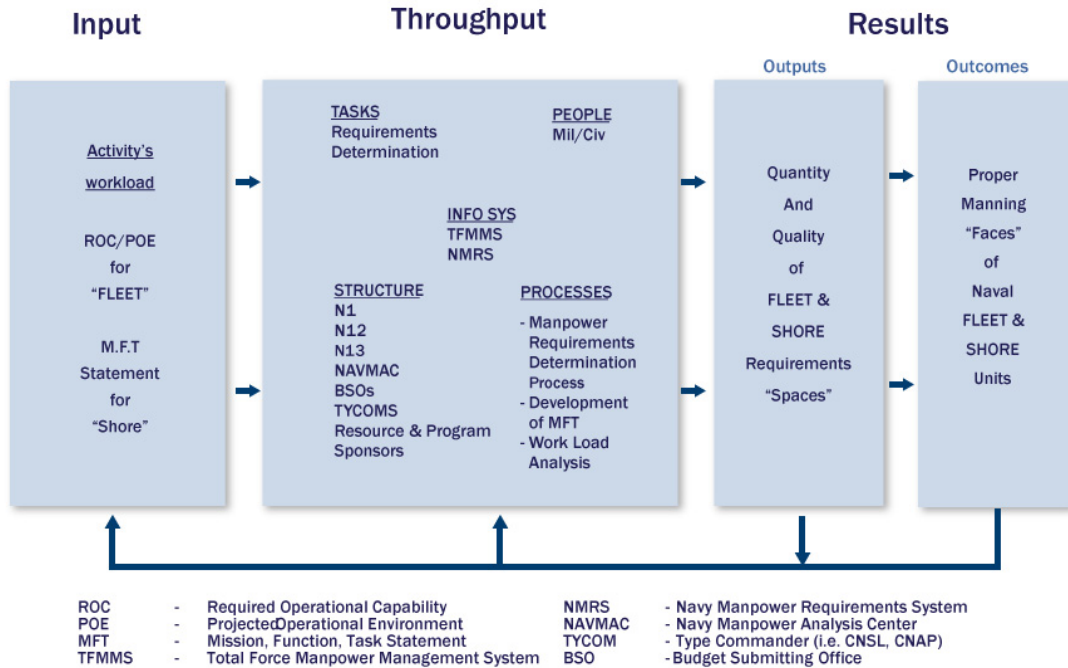 Input
Throughput
Results
Outputs
Outcomes
Activity's
workload
ROC/POE
for
“FLEET”
M.F.T
Statement
for
“Shore”
TASKS
Requirements
Determination
PEOPLE
Mil/Civ
INFO SYS
TFMMS
NMRS
STRUCTURE
N1
N12
N13
NAVMAC
BSOs
TYCOMS
Resource & Program
Sponsors
PROCESSES
- Manpower
Requirements
Determination
Process
- Development
of MFT
- Work Load
Analysis
Quantity
And
Quality
of
FLEET &
SHORE
Requirements
“Spaces”
Proper
Manning
“Faces”
of
Naval
FLEET &
SHORE
Units
ROC - Required Operational Capability
POE - Projected Operational Environment
MFT - Mission, Function, Task Statement
TFMMS - Total Force Manpower Management System
NMRS - Navy Manpower Requirements System
NAVMAC - Navy Manpower Analysis Center
TYCOM - Type Commander (i.e. CNSL, CNAP)
BSO - Budget Submitting Office